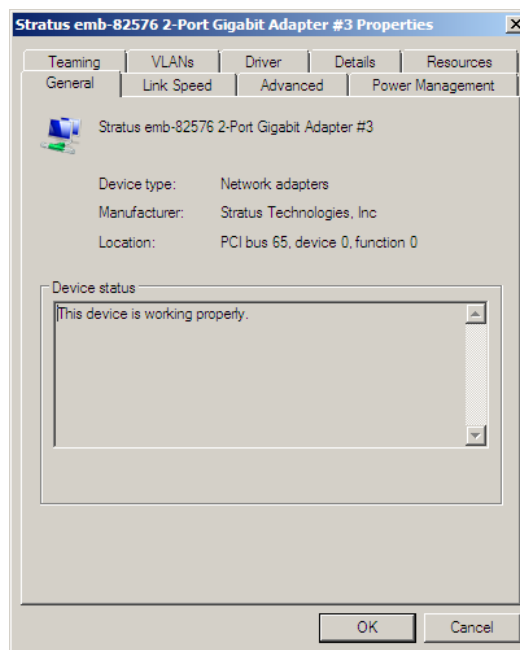 Stratus emb-82576 2-Port Gigabit Adapter #3 Properties
Teaming VLANs Driver Details Resources
General Link Speed Advanced Power Management
Stratus emb-82576 2-Port Gigabit Adapter #3
Device type: Network adapters
Manufacturer: Stratus Technologies, Inc
Location: PCI bus 65, device 0, function 0
Device status
This device is working properly.
OK Cancel